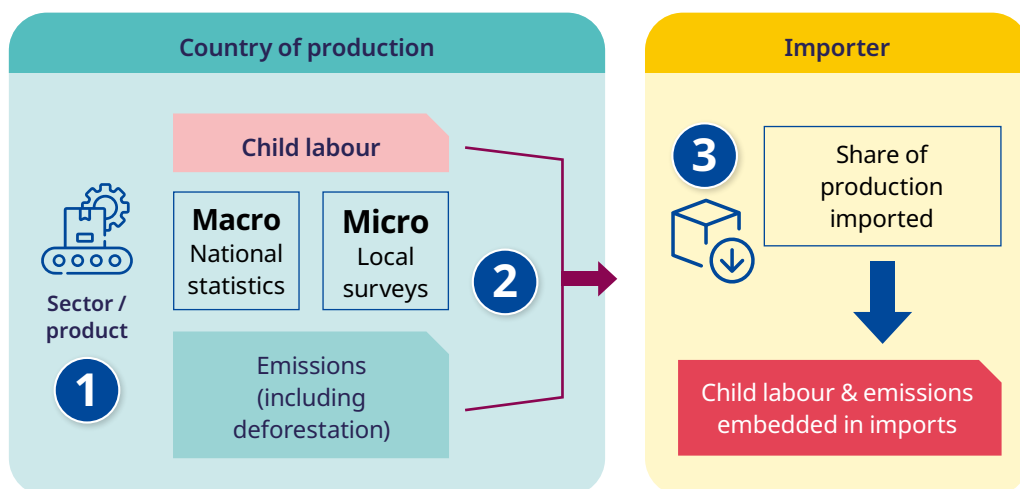 Country of production
Child labour
Macro
National
statistics
Micro
Local
surveys
Sector /
product
1
2
Emissions
(including
deforestation)
Importer
3
Share of
production
imported
Child labour & emissions
embedded in imports